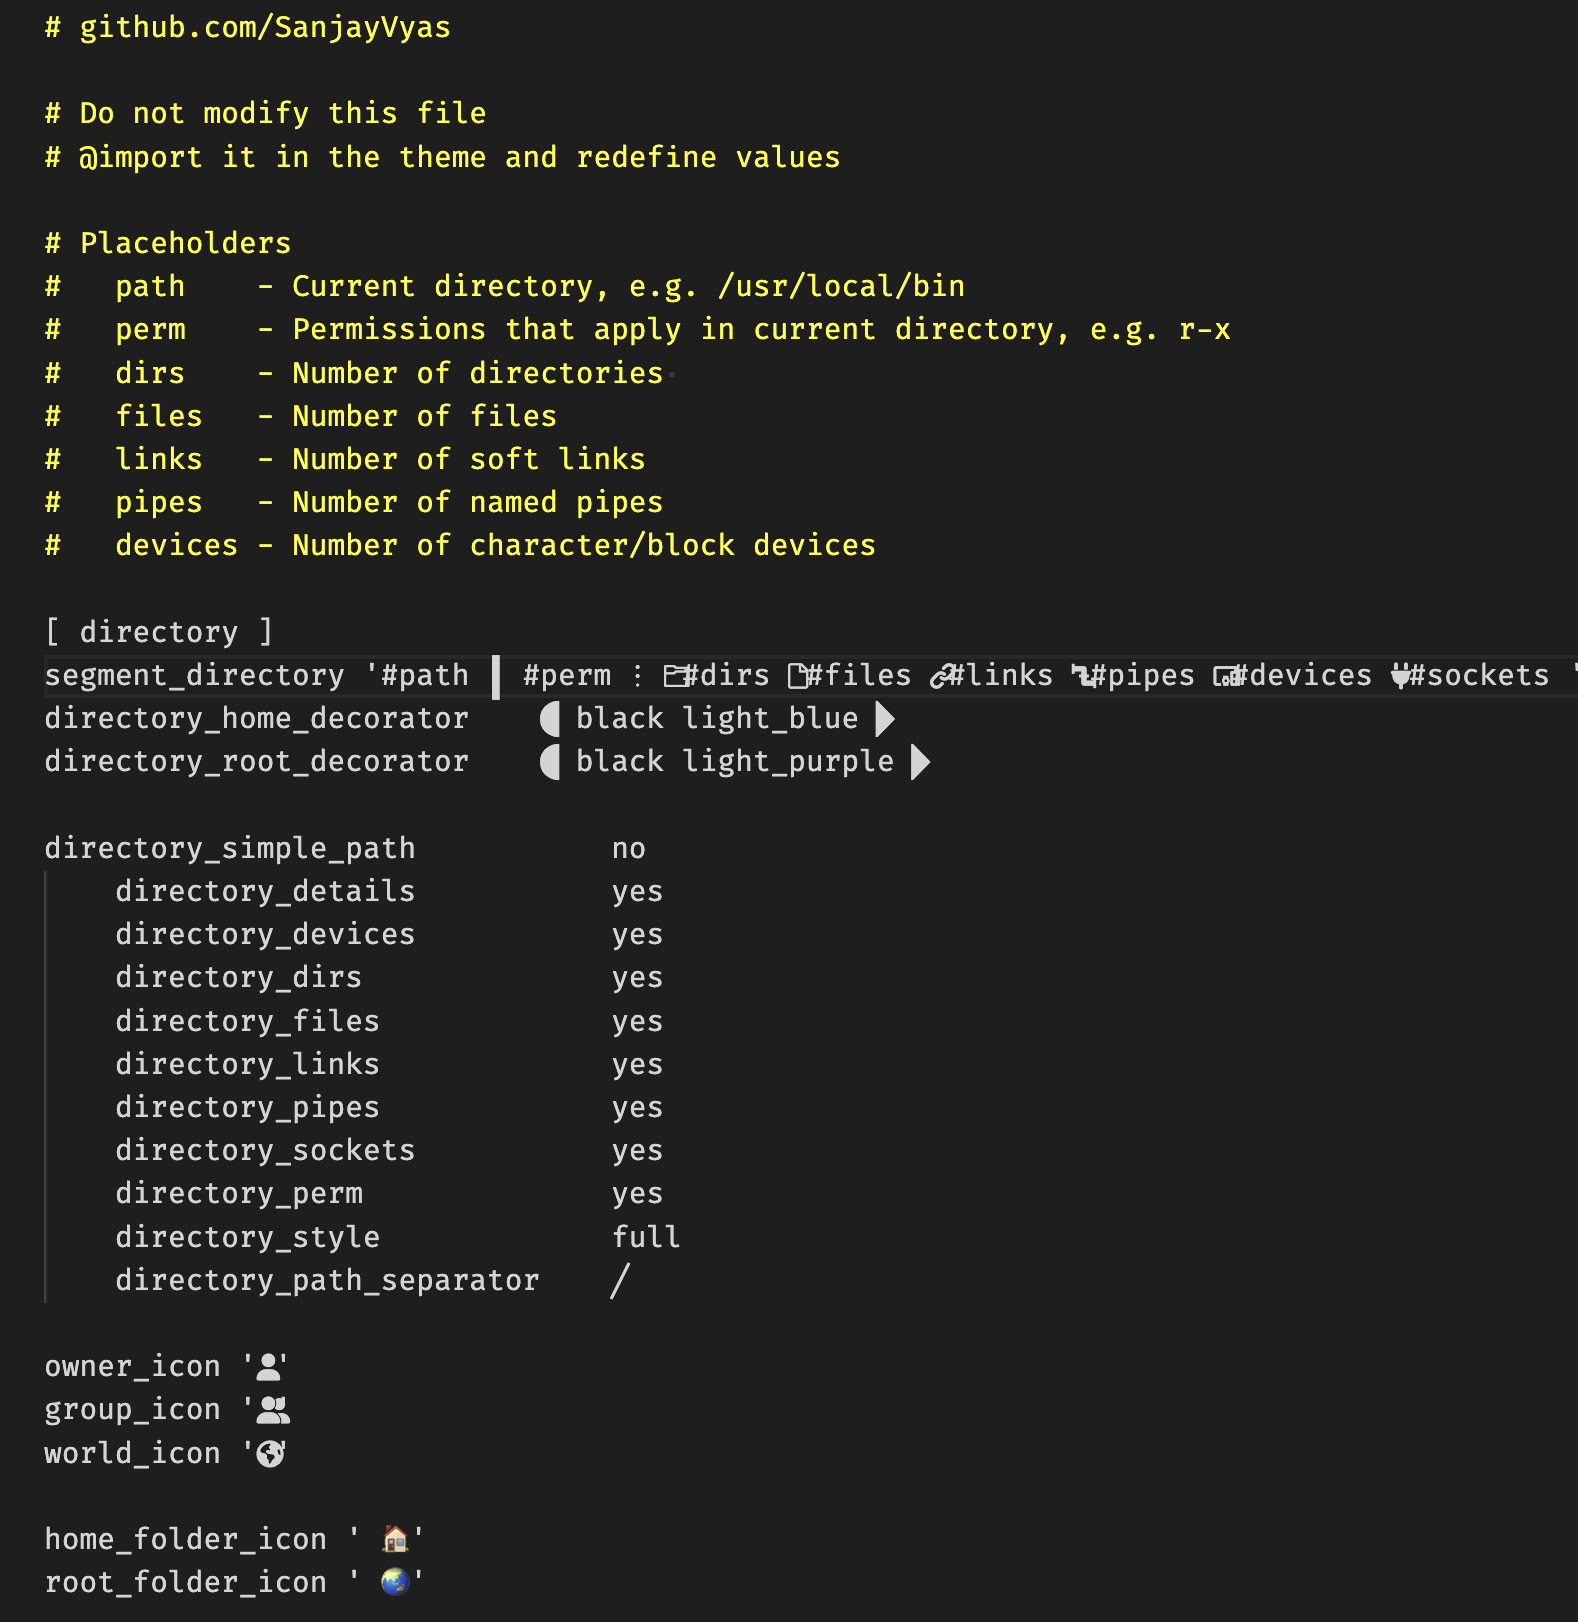 # github.com/SanjayVyas
# Do not modify this file
# @import it in the theme and redefine values
# Placeholders
#   path    - Current directory, e.g. /usr/local/bin
#   perm    - Permissions that apply in current directory, e.g. r-x
#   dirs    - Number of directories
#   files   - Number of files
#   links   - Number of soft links
#   pipes   - Number of named pipes
#   devices - Number of character/block devices
[ directory ]
segment_directory '#path ▐ #perm ⋮ #dirs #files #links #pipes #devices #sockets '
directory_home_decorator    black light_blue
directory_root_decorator    black light_purple
directory_simple_path           no
    directory_details           yes
    directory_devices           yes
    directory_dirs              yes
    directory_files             yes
    directory_links             yes
    directory_pipes             yes
    directory_sockets           yes
    directory_perm              yes
    directory_style             full
    directory_path_separator    /
owner_icon '👤'
group_icon '👥
world_icon '🌎'
home_folder_icon ' 🏠'
root_folder_icon ' 🌏'